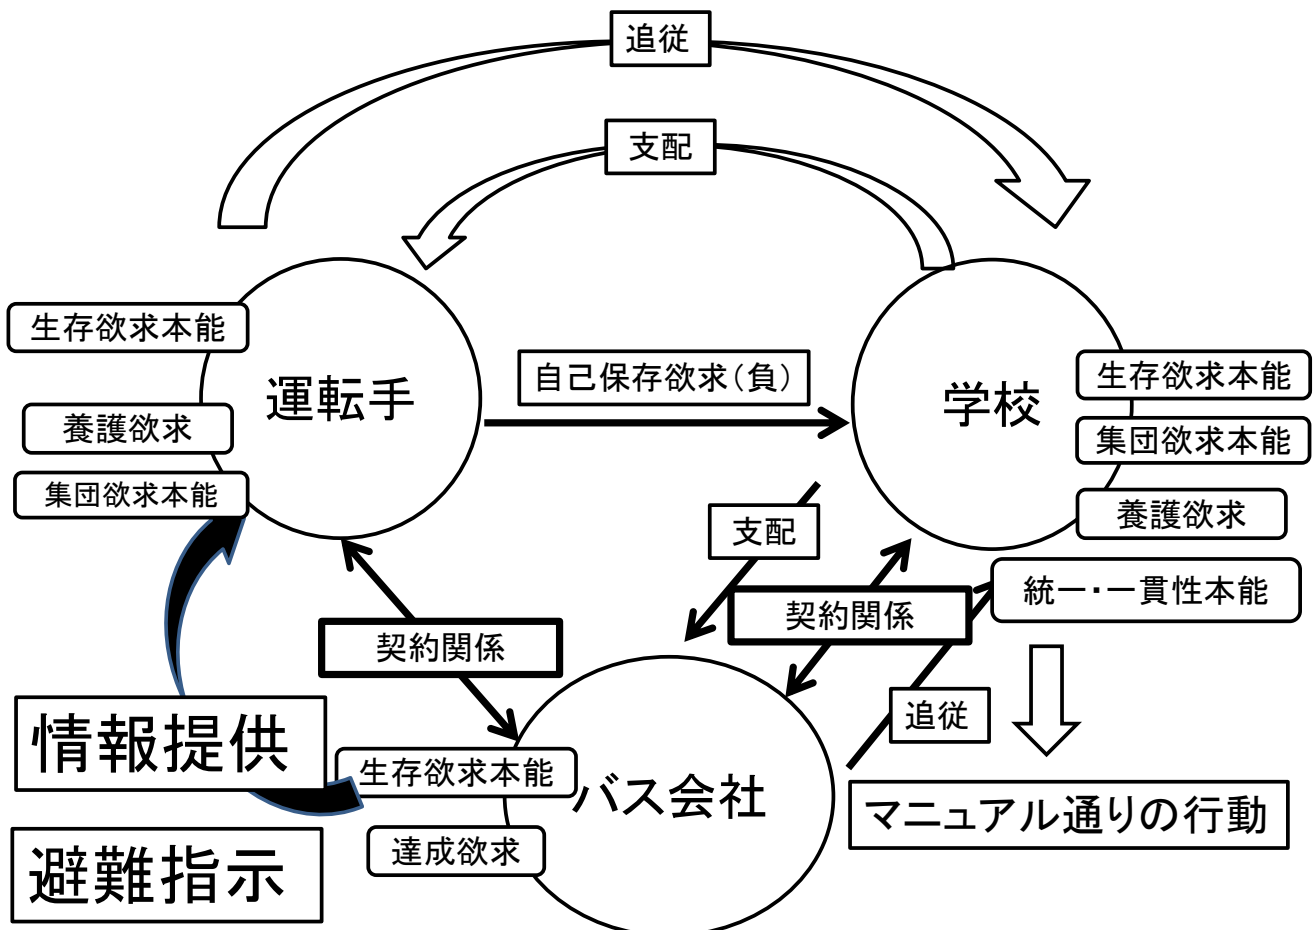 追従
支配
生存欲求本能
運転手
養護欲求
集団欲求本能
自己保存欲求(負)
学校
生存欲求本能
集団欲求本能
養護欲求
統一・一貫性本能
支配
契約関係
契約関係
追従
情報提供
避難指示
生存欲求本能
バス会社
達成欲求
マニュアル通りの行動